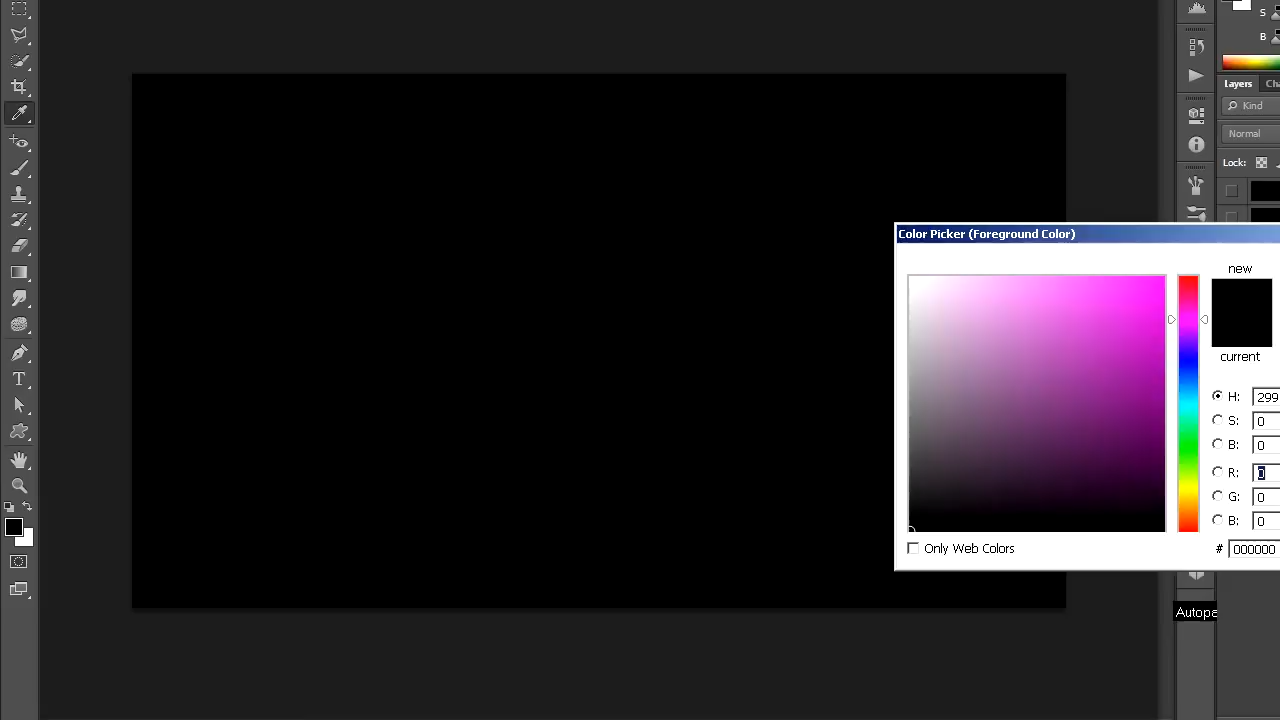 S
B
Layers
Kind
Normal
Lock:
Color Picker (Foreground Color)
new
current
H: 299
S: 0
B: 0
R: 0
G: 0
B: 0
Only Web Colors
# 000000
T